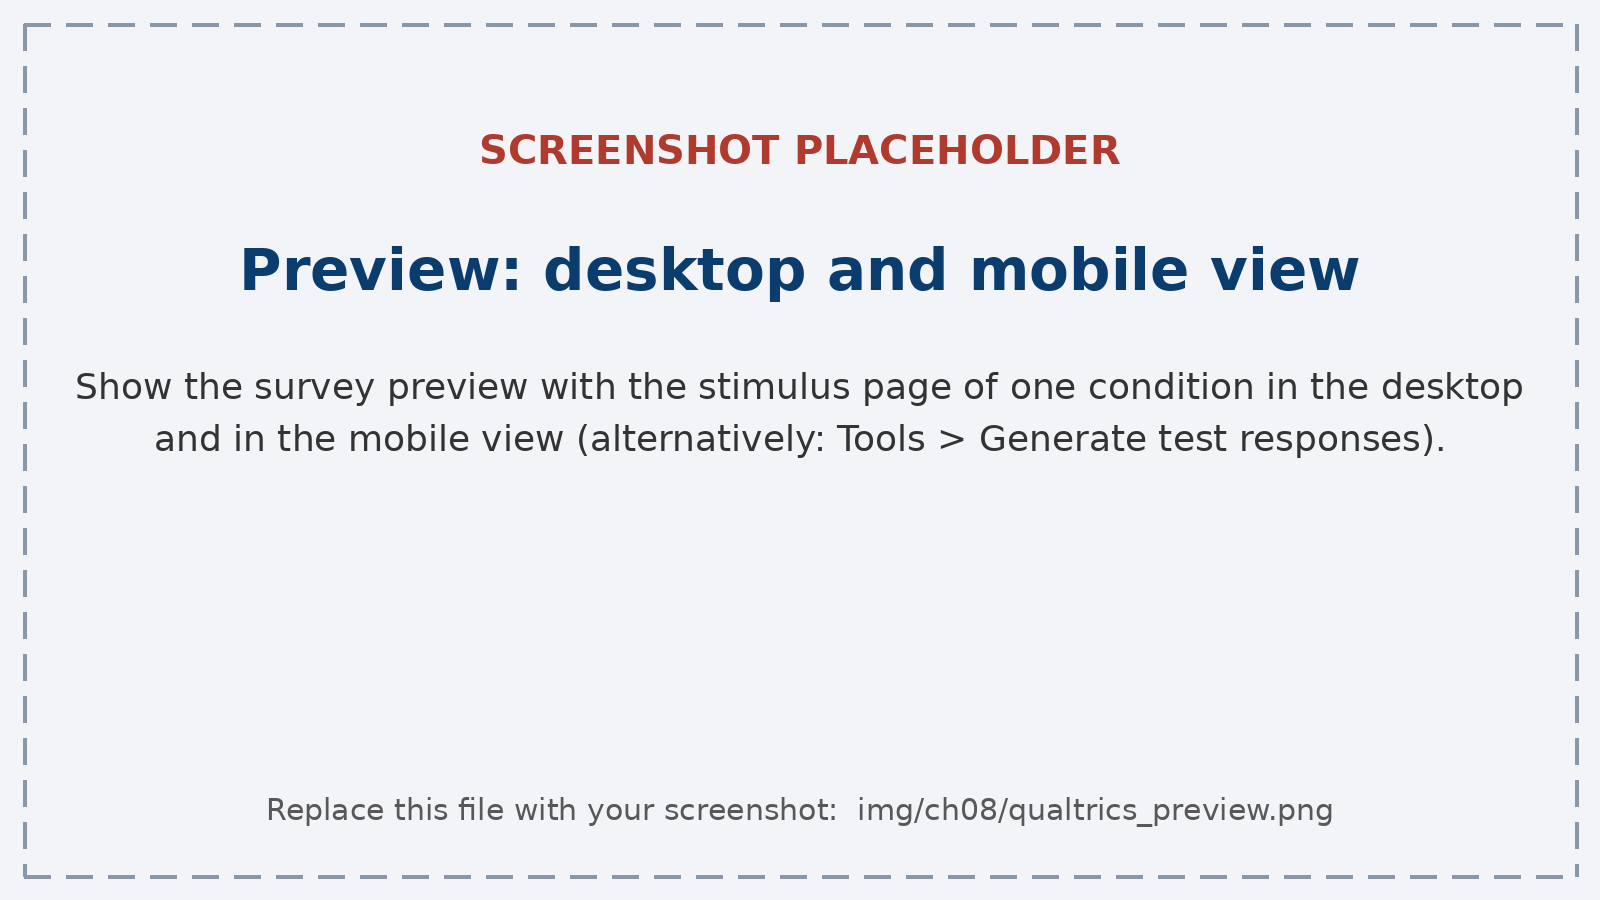 SCREENSHOT PLACEHOLDER
Preview: desktop and mobile view
Show the survey preview with the stimulus page of one condition in the desktop
and in the mobile view (alternatively: Tools > Generate test responses).
Replace this file with your screenshot:  img/ch08/qualtrics_preview.png